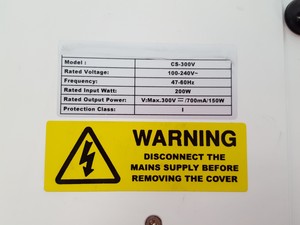 Model : CS-300V
Rated Voltage: 100-240V~
Frequency: 47-60Hz
Rated Input Watt: 200W
Rated Output Power: V:Max.300V ⎓/700mA/150W
Protection Class: I
WARNING
DISCONNECT THE
MAINS SUPPLY BEFORE
REMOVING THE COVER